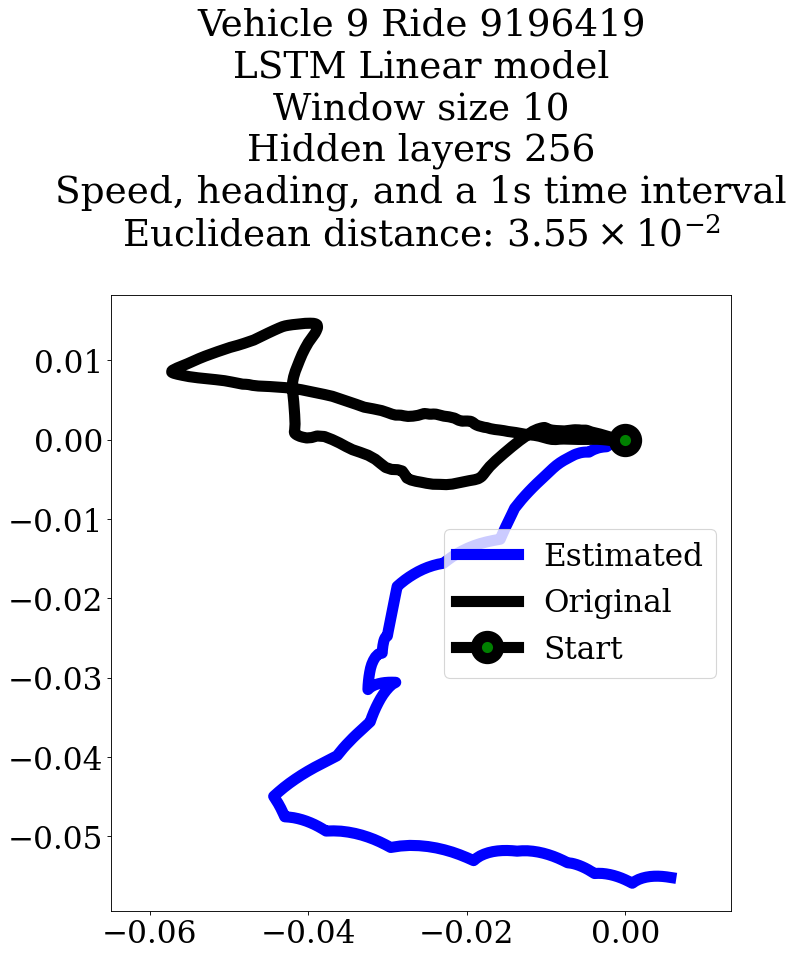 Vehicle 9 Ride 9196419
LSTM Linear model
Window size 10
Hidden layers 256
Speed, heading, and a 1s time interval
Euclidean distance: 3.55 × 10⁻²
0.01
0.00
−0.01
−0.02
−0.03
−0.04
−0.05
Estimated
Original
Start
−0.06
−0.04
−0.02
0.00